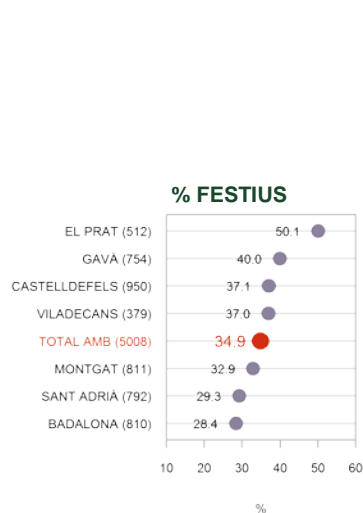 % FESTIUS
EL PRAT (512) 50.1
GAVÀ (754) 40.0
CASTELLDEFELS (950) 37.1
VILADECANS (379) 37.0
TOTAL AMB (5008) 34.9
MONTGAT (811) 32.9
SANT ADRIÀ (792) 29.3
BADALONA (810) 28.4
10 20 30 40 50 60
%